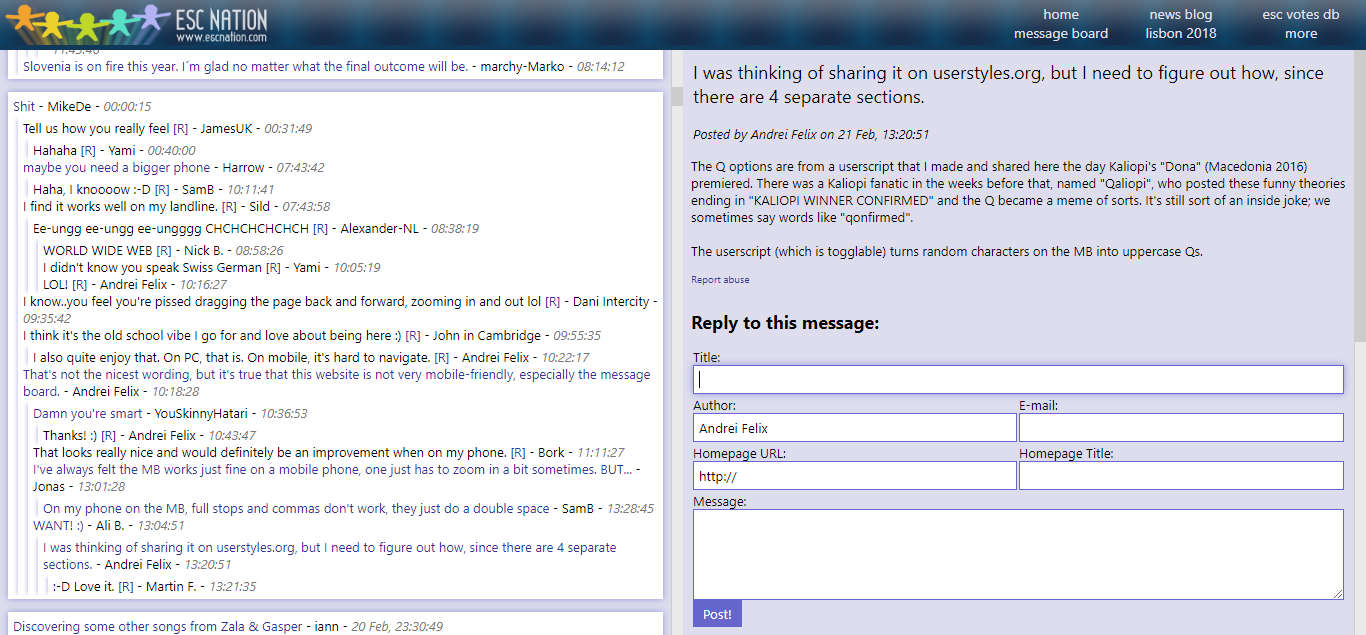 ESC NATION
www.escnation.com
home
message board
news blog
lisbon 2018
esc votes db
more
Slovenia is on fire this year. I´m glad no matter what the final outcome will be. - marchy-Marko - 08:14:12
Shit - MikeDe - 00:00:15
Tell us how you really feel [R] - JamesUK - 00:31:49
Hahaha [R] - Yami - 00:40:00
maybe you need a bigger phone - Harrow - 07:43:42
Haha, I knoooow :-D [R] - SamB - 10:11:41
I find it works well on my landline. [R] - Sild - 07:43:58
Ee-ungg ee-ungg ee-ungggg CHCHCHCHCHCH [R] - Alexander-NL - 08:38:19
WORLD WIDE WEB [R] - Nick B. - 08:58:26
I didn't know you speak Swiss German [R] - Yami - 10:05:19
LOL! [R] - Andrei Felix - 10:16:27
I know..you feel you're pissed dragging the page back and forward, zooming in and out lol [R] - Dani Intercity -
09:35:42
I think it's the old school vibe I go for and love about being here :) [R] - John in Cambridge - 09:55:35
I also quite enjoy that. On PC, that is. On mobile, it's hard to navigate. [R] - Andrei Felix - 10:22:17
That's not the nicest wording, but it's true that this website is not very mobile-friendly, especially the message
board. - Andrei Felix - 10:18:28
Damn you're smart - YouSkinnyHatari - 10:36:53
Thanks! :) [R] - Andrei Felix - 10:43:47
That looks really nice and would definitely be an improvement when on my phone. [R] - Bork - 11:11:27
I've always felt the MB works just fine on a mobile phone, one just has to zoom in a bit sometimes. BUT... -
Jonas - 13:01:28
On my phone on the MB, full stops and commas don't work, they just do a double space - SamB - 13:28:45
WANT! :) - Ali B. - 13:04:51
I was thinking of sharing it on userstyles.org, but I need to figure out how, since there are 4 separate
sections. - Andrei Felix - 13:20:51
:-D Love it. [R] - Martin F. - 13:21:35
Discovering some other songs from Zala & Gasper - iann - 20 Feb, 23:30:49
I was thinking of sharing it on userstyles.org, but I need to figure out how, since
there are 4 separate sections.
Posted by Andrei Felix on 21 Feb, 13:20:51
The Q options are from a userscript that I made and shared here the day Kaliopi's "Dona" (Macedonia 2016)
premiered. There was a Kaliopi fanatic in the weeks before that, named "Qaliopi", who posted these funny theories
ending in "KALIOPI WINNER CONFIRMED" and the Q became a meme of sorts. It's still sort of an inside joke; we
sometimes say words like "qonfirmed".
The userscript (which is togglable) turns random characters on the MB into uppercase Qs.
Report abuse
Reply to this message:
Title:
Author:
E-mail:
Andrei Felix
Homepage URL:
Homepage Title:
http://
Message:
Post!